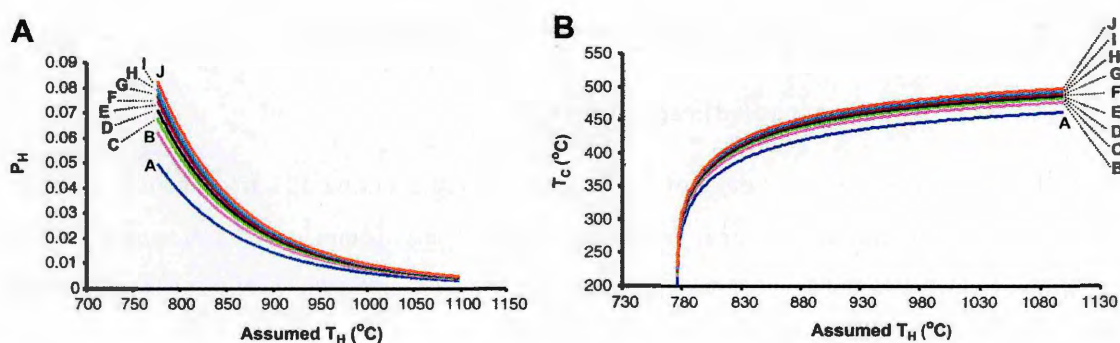 A
0.09
0.08
0.07
0.06
0.05
0.04
0.03
0.02
0.01
P_H
J
I
H
G
F
E
D
C
B
A
700 750 800 850 900 950 1000 1050 1100 1150
Assumed T_H (°C)
B
550
500
450
400
350
300
250
200
T_C (°C)
J
I
H
G
F
E
D
C
B
A
730 780 830 880 930 980 1030 1080 1130
Assumed T_H (°C)